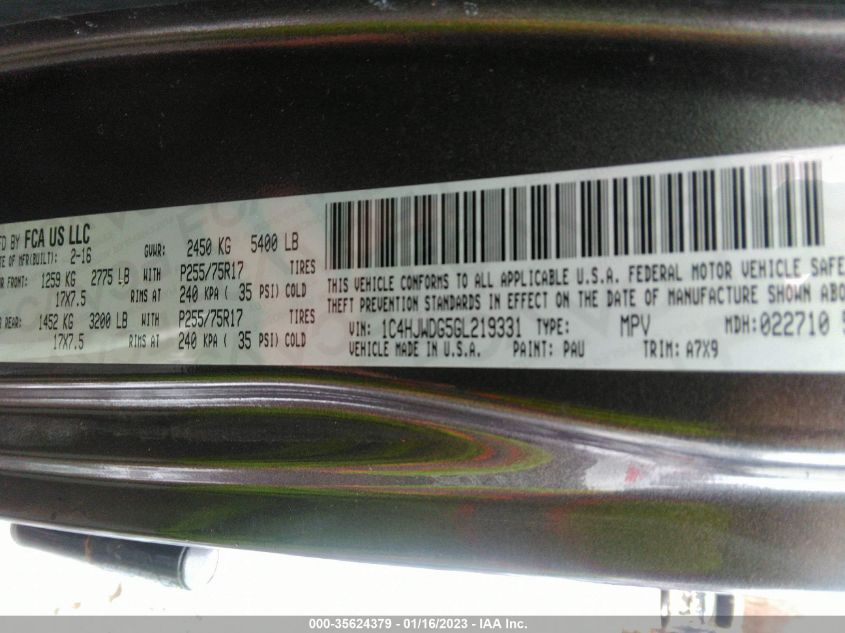 FD BY FCA US LLC
TE OF MFR(BUILT): 2-16 GVWR: 2450 KG 5400 LB
FRONT: 1259 KG 2775 LB WITH P255/75R17 TIRES
17X7.5 RIMS AT 240 KPA ( 35 PSI) COLD
REAR: 1452 KG 3200 LB WITH P255/75R17 TIRES
17X7.5 RIMS AT 240 KPA ( 35 PSI) COLD
THIS VEHICLE CONFORMS TO ALL APPLICABLE U.S.A. FEDERAL MOTOR VEHICLE SAFE
THEFT PREVENTION STANDARDS IN EFFECT ON THE DATE OF MANUFACTURE SHOWN ABO
VIN: 1C4HJWDG5GL219331 TYPE: MPV MDH:022710 5
VEHICLE MADE IN U.S.A. PAINT: PAU TRIM: A7X9
000-35624379 - 01/16/2023 - IAA Inc.